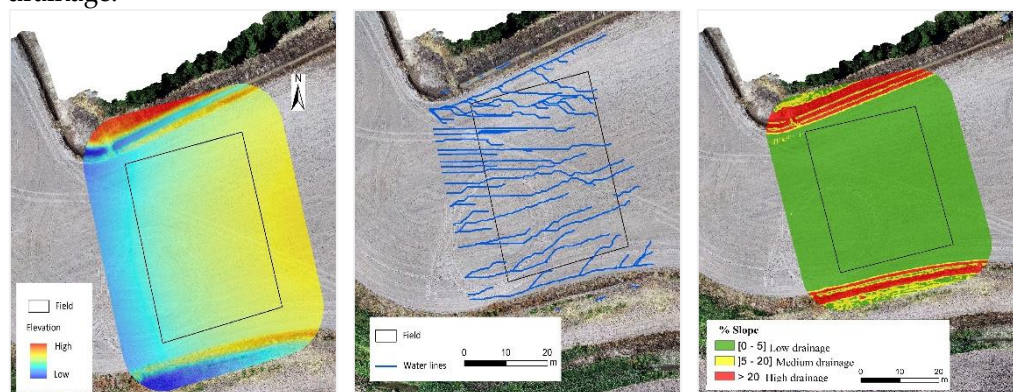 drainage.
N
Field
Elevation
High
Low
Field
Water lines
0 10 20
m
% Slope
[0 - 5] Low drainage
]5 - 20] Medium drainage
> 20 High drainage
0 10 20
m